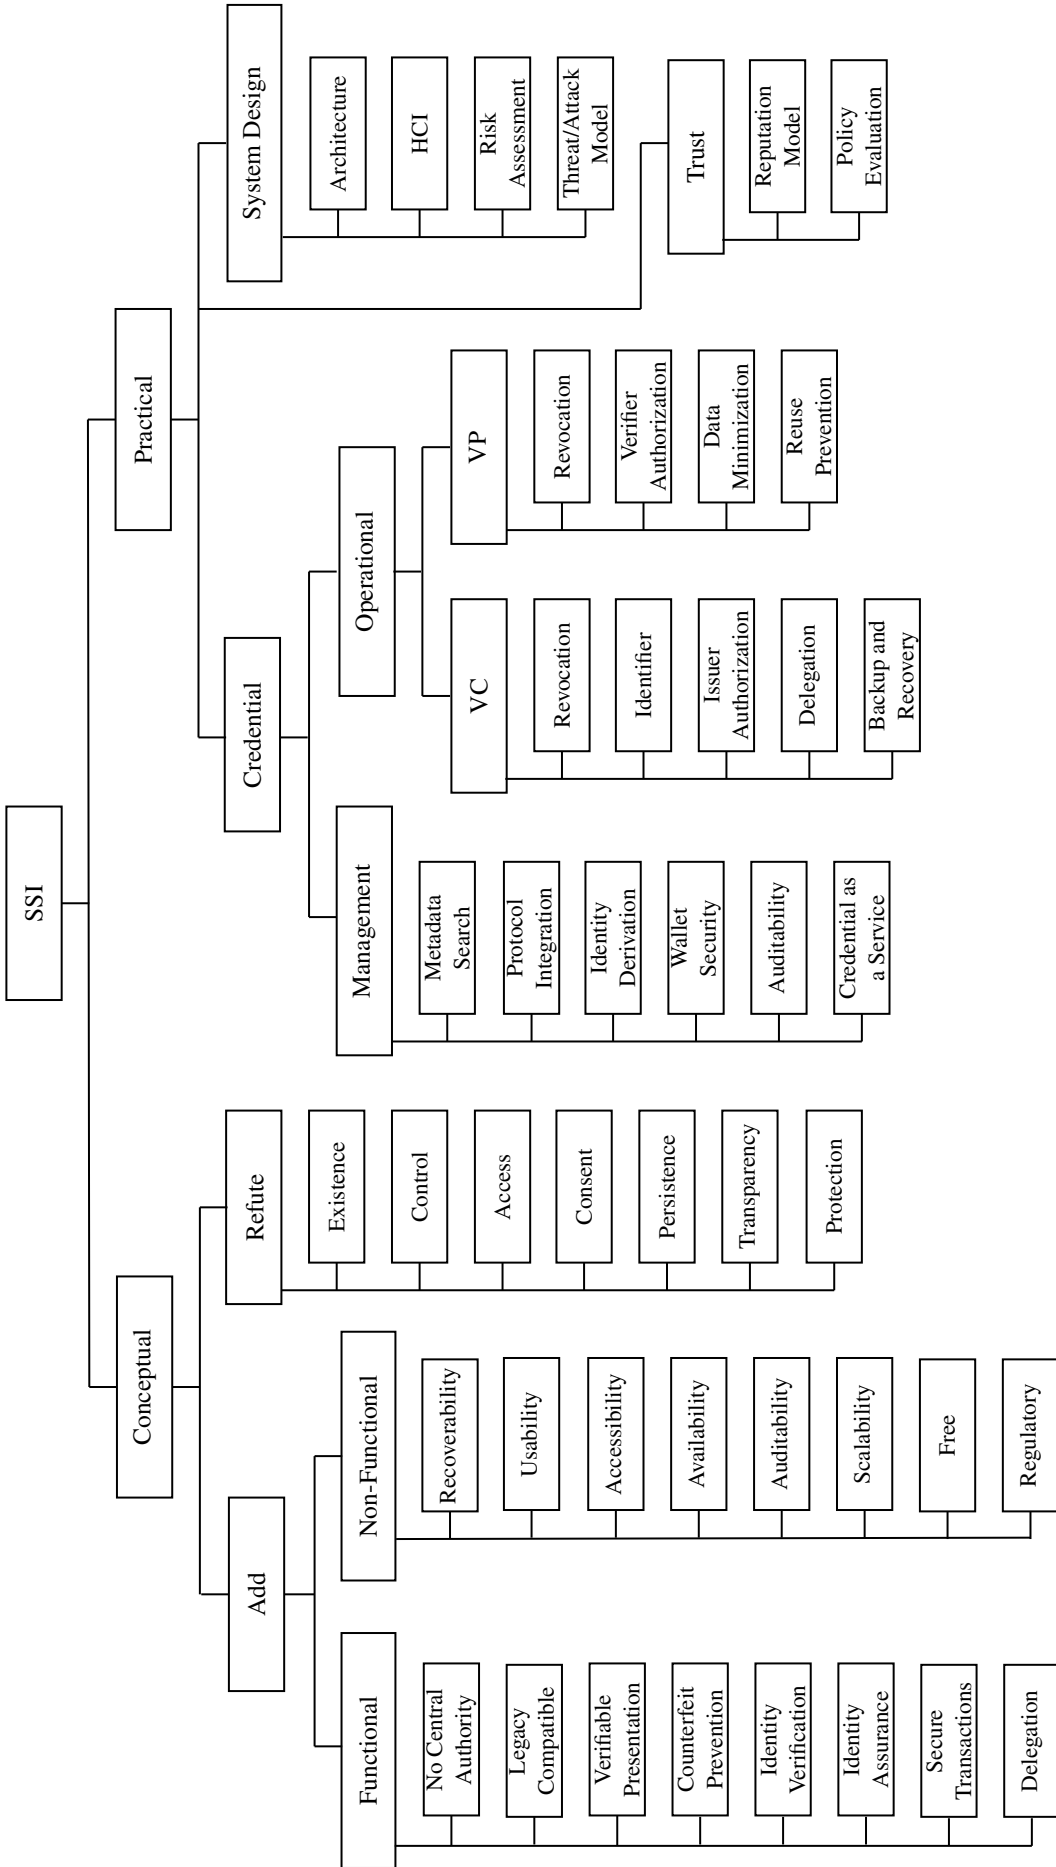 SSI
Conceptual
Practical
Add
Refute
Credential
System Design
Trust
Functional
No Central
Authority
Legacy
Compatible
Verifiable
Presentation
Counterfeit
Prevention
Identity
Verification
Identity
Assurance
Secure
Transactions
Delegation
Non-Functional
Recoverability
Usability
Accessibility
Availability
Auditability
Scalability
Free
Regulatory
Existence
Control
Access
Consent
Persistence
Transparency
Protection
Management
Metadata
Search
Protocol
Integration
Identity
Derivation
Wallet
Security
Auditability
Credential as
a Service
Operational
VC
Revocation
Identifier
Issuer
Authorization
Delegation
Backup and
Recovery
VP
Revocation
Verifier
Authorization
Data
Minimization
Reuse
Prevention
Architecture
HCI
Risk
Assessment
Threat/Attack
Model
Reputation
Model
Policy
Evaluation